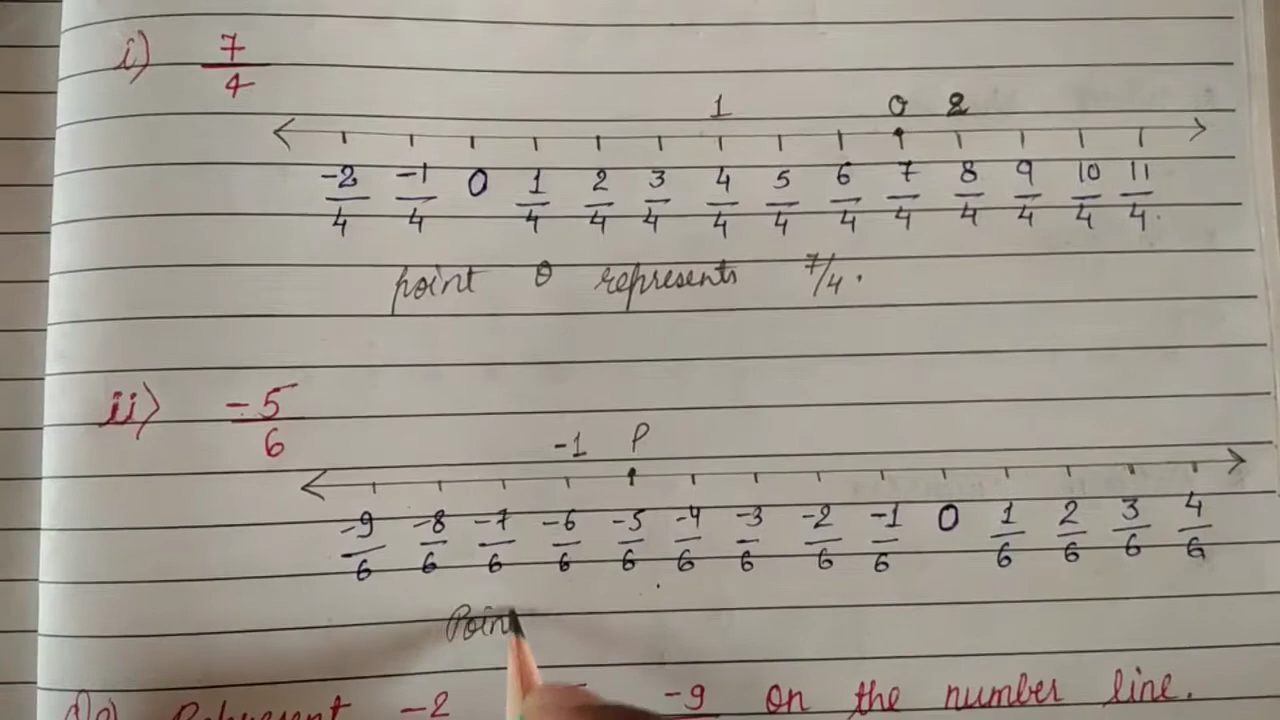 i) 7/4
1 O 2
-2/4 -1/4 0 1/4 2/4 3/4 4/4 5/4 6/4 7/4 8/4 9/4 10/4 11/4.
point O represents 7/4.
ii) -5/6
-1 P
-9/6 -8/6 -7/6 -6/6 -5/6 -4/6 -3/6 -2/6 -1/6 0 1/6 2/6 3/6 4/6
Poin
Represent -2 -9 on the number line.